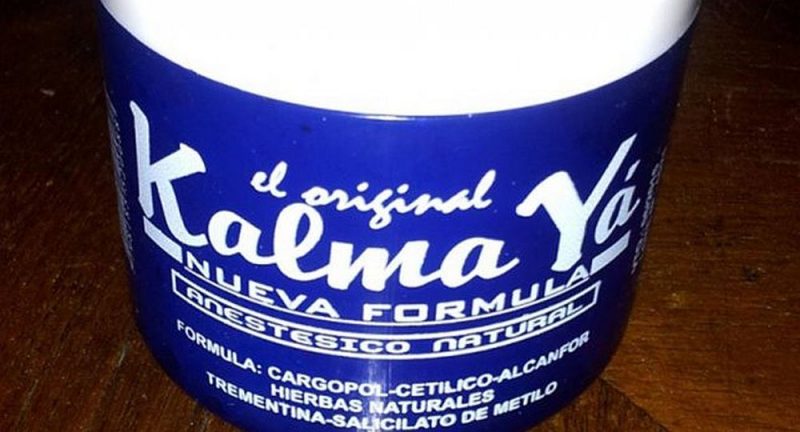 el original
Kalma Yá
NUEVA FORMULA
ANESTESICO NATURAL
FORMULA: CARGOPOL-CETILICO-ALCANFOR
HIERBAS NATURALES
TREMENTINA-SALICILATO DE METILO